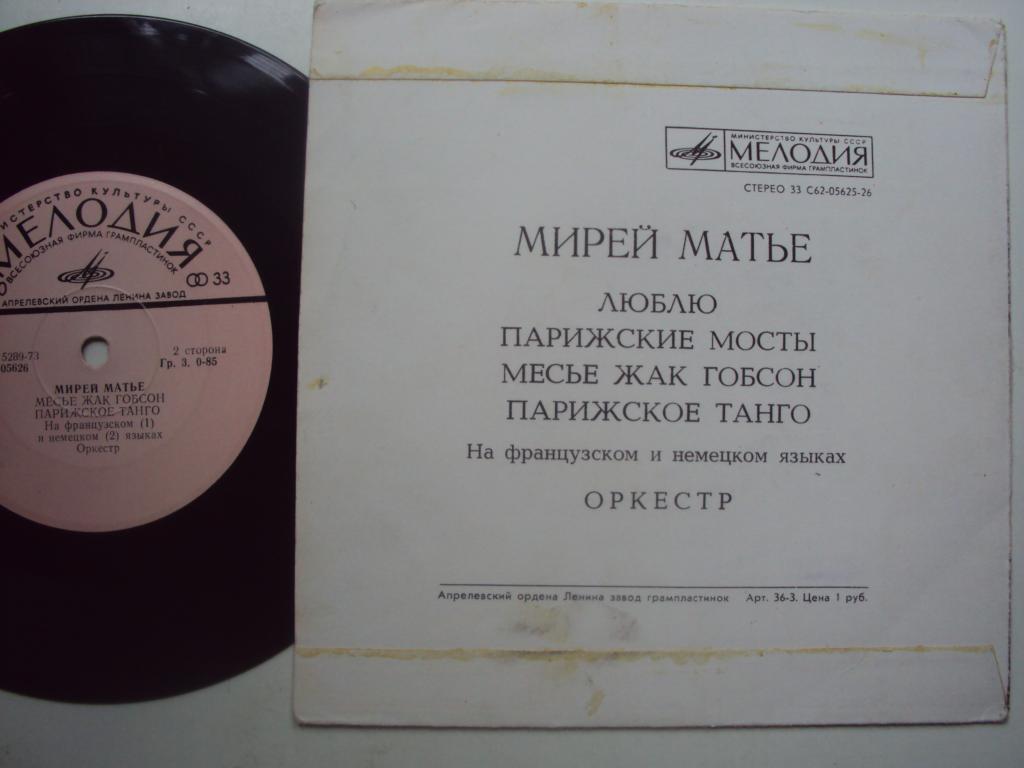 МИНИСТЕРСТВО КУЛЬТУРЫ СССР
МЕЛОДИЯ
ВСЕСОЮЗНАЯ ФИРМА ГРАМПЛАСТИНОК
33
АПРЕЛЕВСКИЙ ОРДЕНА ЛЕНИНА ЗАВОД
5289-73
05626
2 сторона
Гр. 3. 0-85
МИРЕЙ МАТЬЕ
МЕСЬЕ ЖАК ГОБСОН
ПАРИЖСКОЕ ТАНГО
На французском (1)
и немецком (2) языках
Оркестр
МИНИСТЕРСТВО КУЛЬТУРЫ СССР
МЕЛОДИЯ
ВСЕСОЮЗНАЯ ФИРМА ГРАМПЛАСТИНОК
СТЕРЕО 33 С62-05625-26
МИРЕЙ МАТЬЕ
ЛЮБЛЮ
ПАРИЖСКИЕ МОСТЫ
МЕСЬЕ ЖАК ГОБСОН
ПАРИЖСКОЕ ТАНГО
На французском и немецком языках
ОРКЕСТР
Апрелевский ордена Ленина завод грампластинок Арт. 36-3. Цена 1 руб.